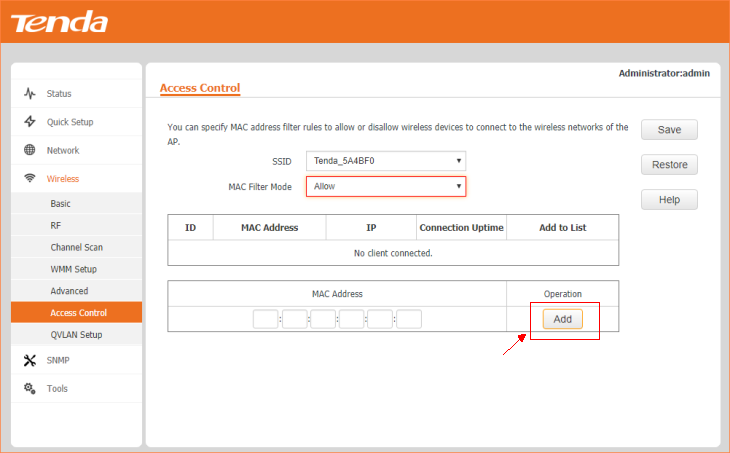 Tenda
Administrator:admin
Status
Quick Setup
Network
Wireless
Basic
RF
Channel Scan
WMM Setup
Advanced
Access Control
QVLAN Setup
SNMP
Tools
Access Control
You can specify MAC address filter rules to allow or disallow wireless devices to connect to the wireless networks of the
AP.
SSID Tenda_5A4BF0
MAC Filter Mode Allow
Save
Restore
Help
ID MAC Address IP Connection Uptime Add to List
No client connected.
MAC Address Operation
: : : : : Add